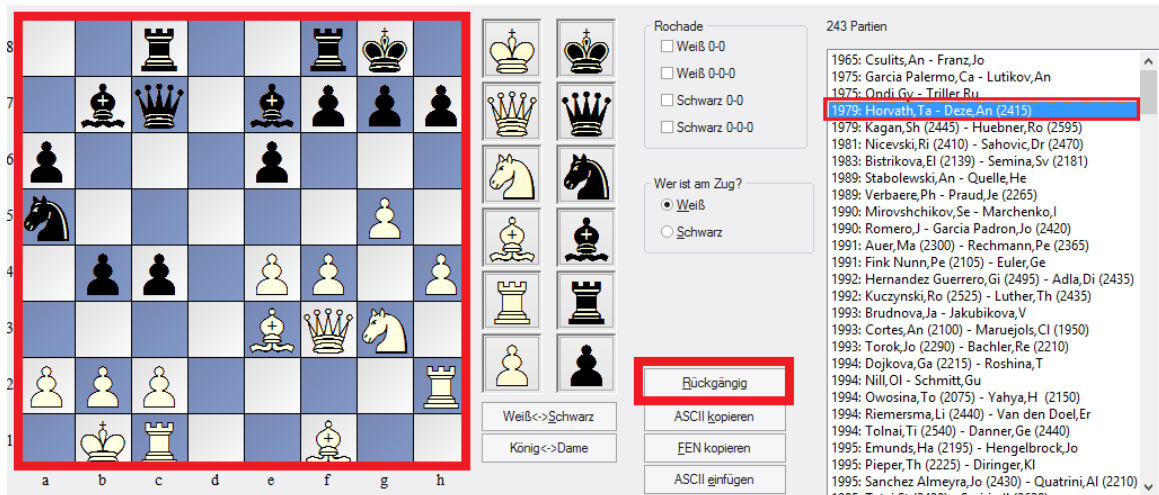 8
7
6
5
4
3
2
1
a b c d e f g h
Weiß<->Schwarz
König<->Dame
Rochade
Weiß 0-0
Weiß 0-0-0
Schwarz 0-0
Schwarz 0-0-0
Wer ist am Zug?
Weiß
Schwarz
Rückgängig
ASCII kopieren
FEN kopieren
ASCII einfügen
243 Partien
1965: Csulits,An - Franz,Jo
1975: Garcia Palermo,Ca - Lutikov,An
1975: Ondi Gy - Triller,Ru
1979: Horvath,Ta - Deze,An (2415)
1979: Kagan,Sh (2445) - Huebner,Ro (2595)
1981: Nicevski,Ri (2410) - Sahovic,Dr (2470)
1983: Bistrikova,El (2139) - Semina,Sv (2181)
1989: Stabolewski,An - Quelle,He
1989: Verbaere,Ph - Praud,Je (2265)
1990: Mirovshchikov,Se - Marchenko,I
1990: Romero,J - Garcia Padron,Jo (2420)
1991: Auer,Ma (2300) - Rechmann,Pe (2365)
1991: Fink Nunn,Pe (2105) - Euler,Ge
1992: Hernandez Guerrero,Gi (2495) - Adla,Di (2435)
1992: Kuczynski,Ro (2525) - Luther,Th (2435)
1993: Brudnova,Ja - Jakubikova,V
1993: Cortes,An (2100) - Maruejols,Cl (1950)
1993: Torok,Jo (2290) - Bachler,Re (2210)
1994: Dojkova,Ga (2215) - Roshina,T
1994: Nill,Ol - Schmitt,Gu
1994: Owosina,To (2075) - Yahya,H (2150)
1994: Riemersma,Li (2440) - Van den Doel,Er
1994: Tolnai,Ti (2540) - Danner,Ge (2440)
1995: Emunds,Ha (2195) - Hengelbrock,Jo
1995: Pieper,Th (2225) - Diringer,Kl
1995: Sanchez Almeyra,Jo (2430) - Quatrini,Al (2210)